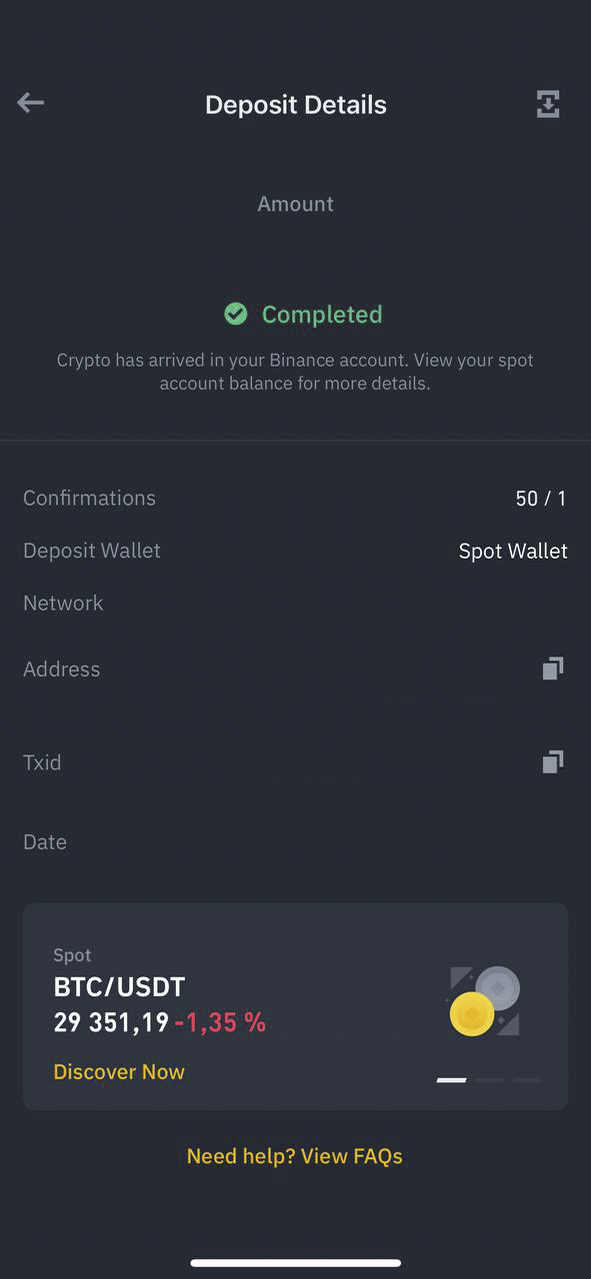 Deposit Details
Amount
Completed
Crypto has arrived in your Binance account. View your spot
account balance for more details.
Confirmations 50 / 1
Deposit Wallet Spot Wallet
Network
Address
Txid
Date
Spot
BTC/USDT
29 351,19 -1,35 %
Discover Now
Need help? View FAQs